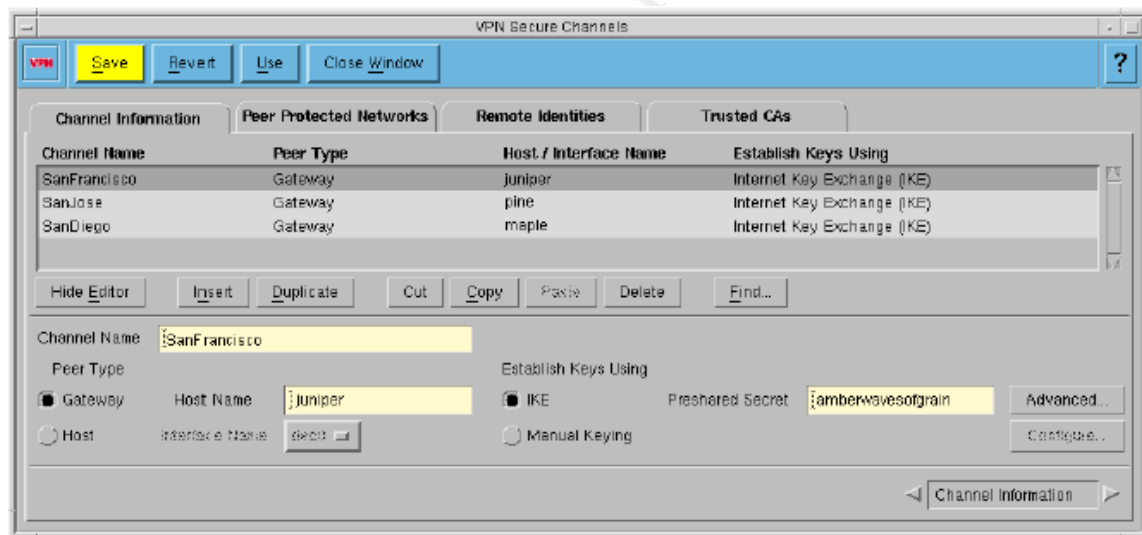 VPN Secure Channels
VPN Save Revert Use Close Window ?
Channel Information Peer Protected Networks Remote Identities Trusted CAs
Channel Name Peer Type Host / Interface Name Establish Keys Using
SanFrancisco Gateway juniper Internet Key Exchange (IKE)
SanJose Gateway pine Internet Key Exchange (IKE)
SanDiego Gateway maple Internet Key Exchange (IKE)
Hide Editor Insert Duplicate Cut Copy Paste Delete Find...
Channel Name SanFrancisco
Peer Type Establish Keys Using
Gateway Host Name juniper IKE Preshared Secret amberwavesofgrain Advanced...
Host Interface Name Manual Keying Configure...
Channel Information